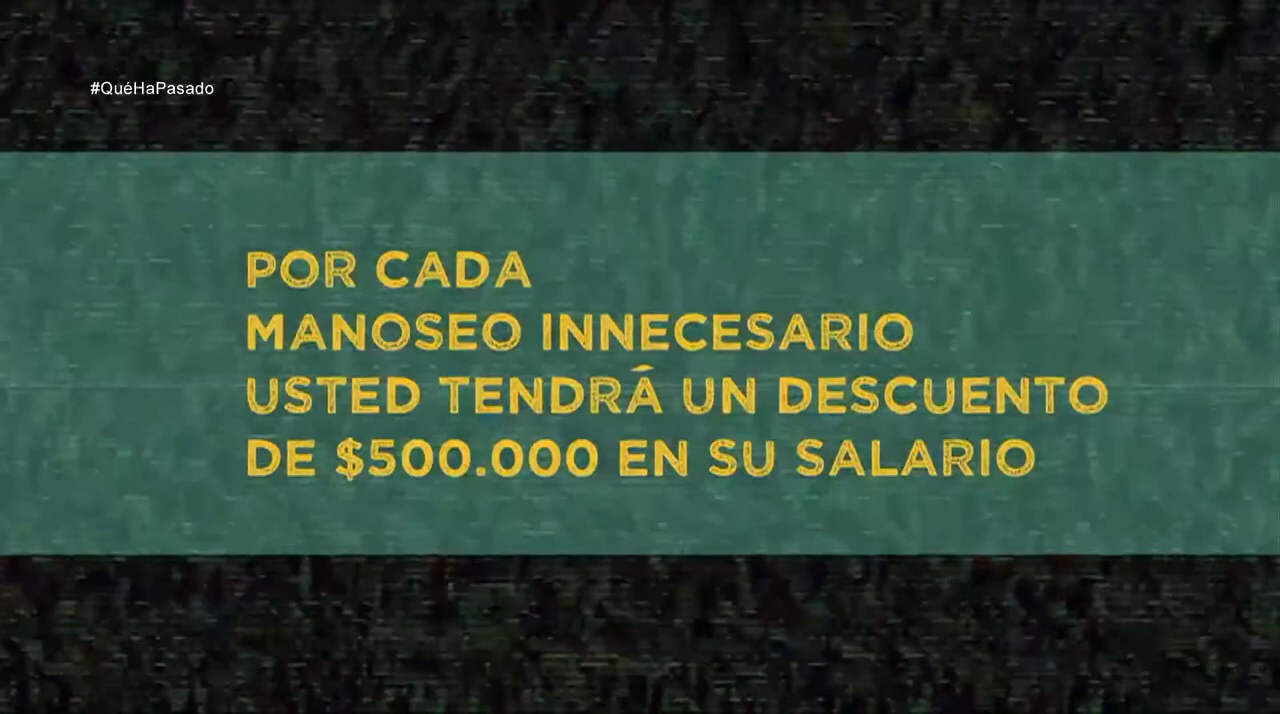 #QuéHaPasado
POR CADA
MANOSEO INNECESARIO
USTED TENDRÁ UN DESCUENTO
DE $500.000 EN SU SALARIO